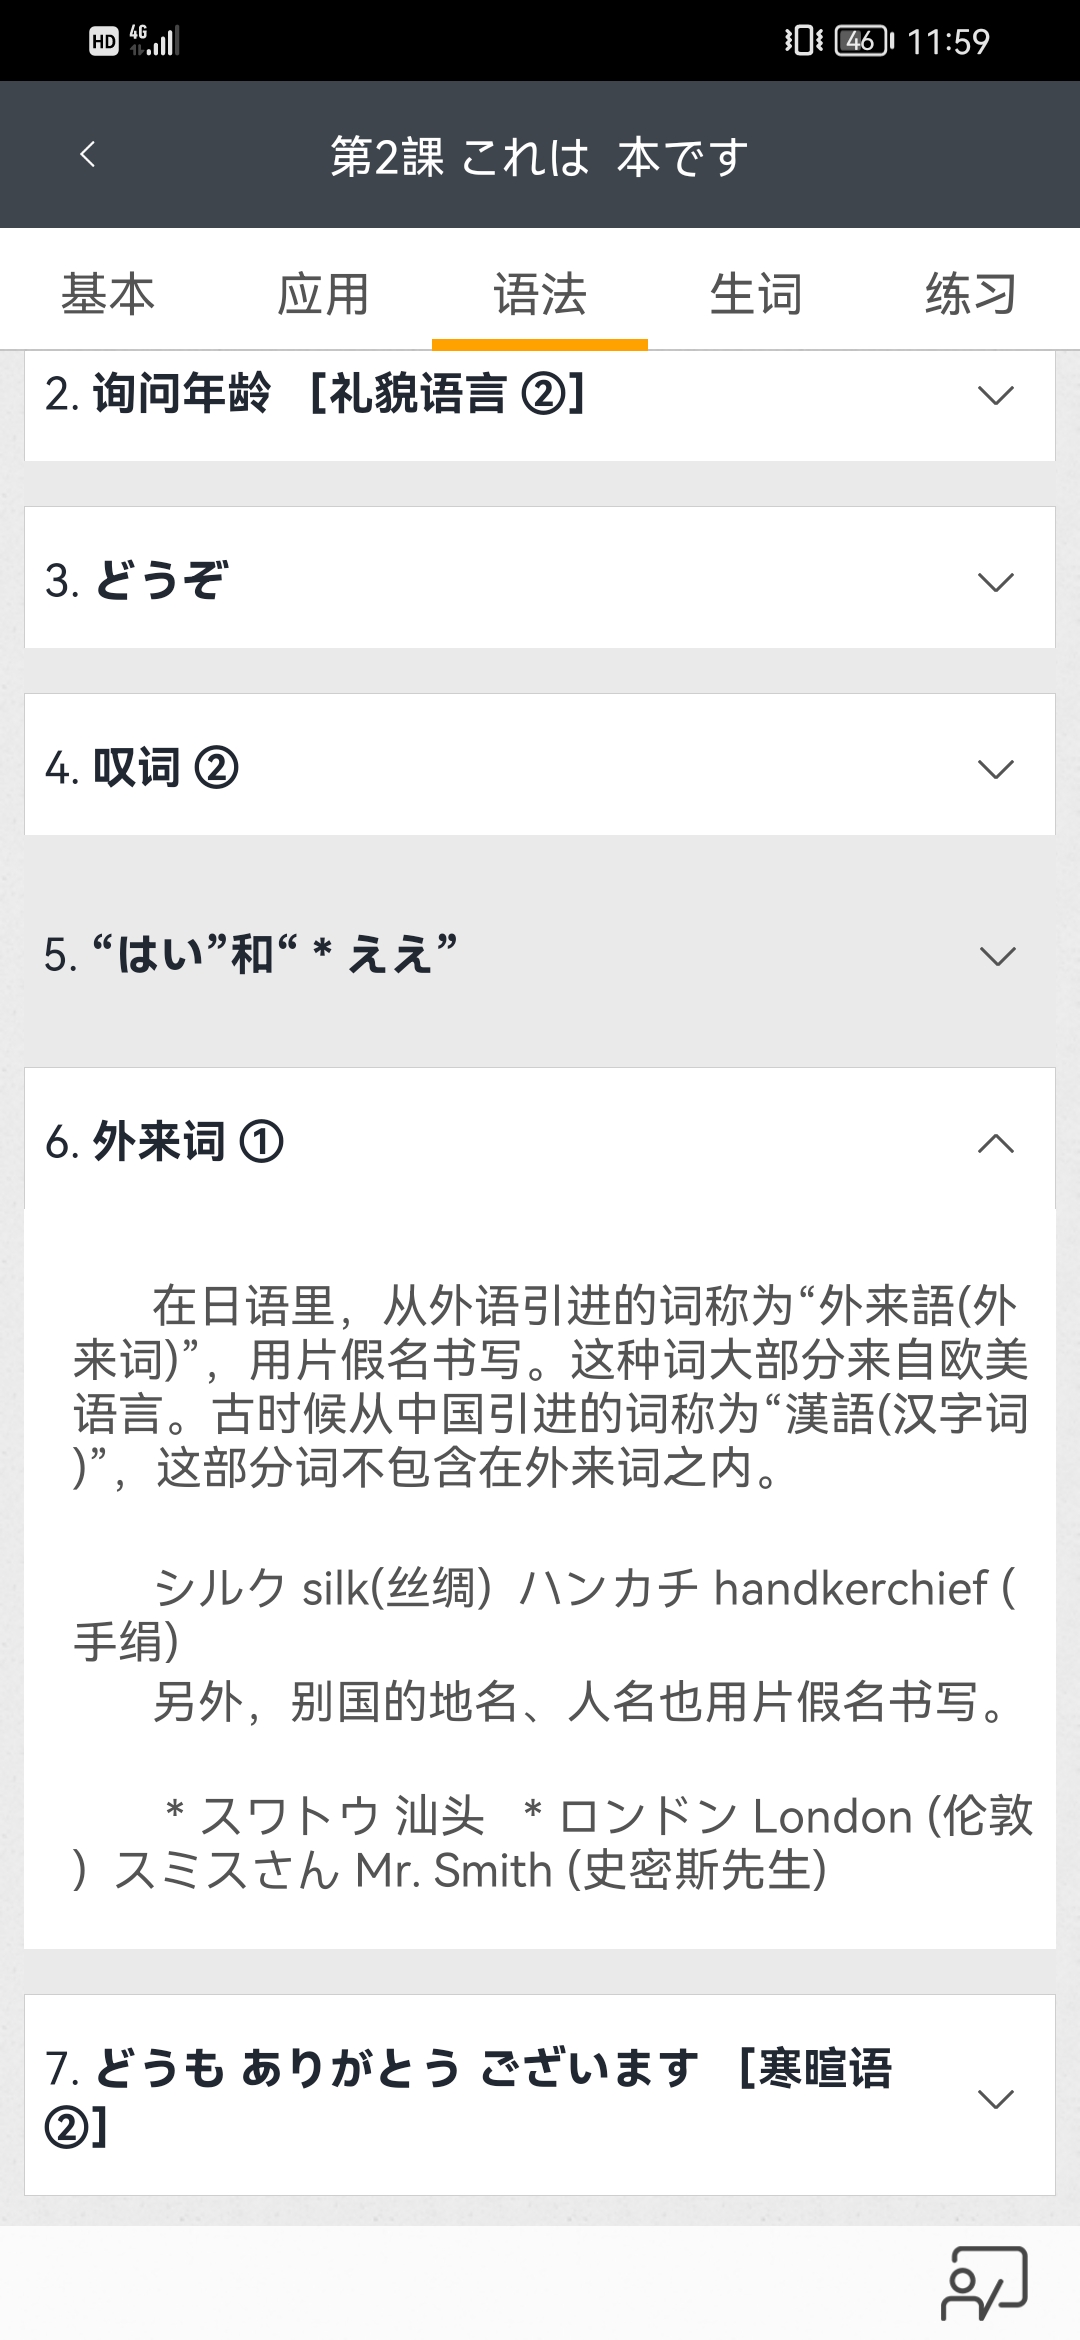 HD 4G 46 11:59
第2課 これは 本です
基本 应用 语法 生词 练习
2. 询问年龄 [礼貌语言 ②]
3. どうぞ
4. 叹词 ②
5. “はい”和“ * ええ”
6. 外来词 ①
在日语里，从外语引进的词称为“外来語(外
来词)”，用片假名书写。这种词大部分来自欧美
语言。古时候从中国引进的词称为“漢語(汉字词
)”，这部分词不包含在外来词之内。
シルク silk(丝绸) ハンカチ handkerchief (
手绢)
另外，别国的地名、人名也用片假名书写。
* スワトウ 汕头 * ロンドン London (伦敦
) スミスさん Mr. Smith (史密斯先生)
7. どうも ありがとう ございます [寒暄语
②]